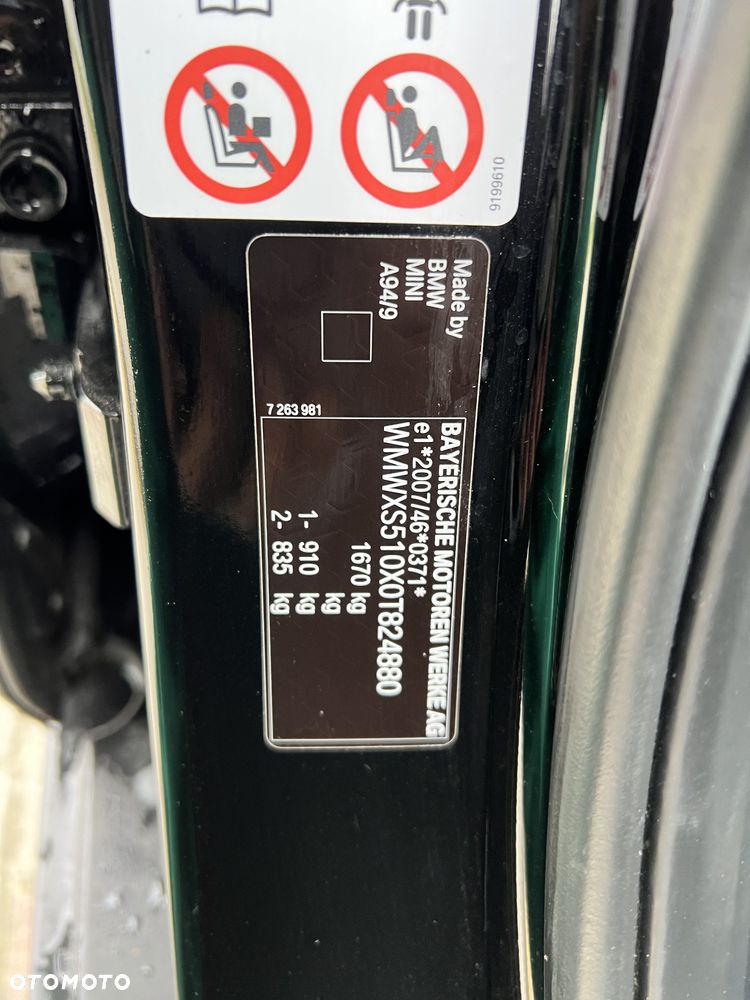 9199610
Made by
BMW
MINI
A94/9
7 263 981
BAYERISCHE MOTOREN WERKE AG
e1*2007/46*0371*
WMWXS510X0T824880
1670 kg
kg
1- 910 kg
2- 835 kg
OTOMOTO